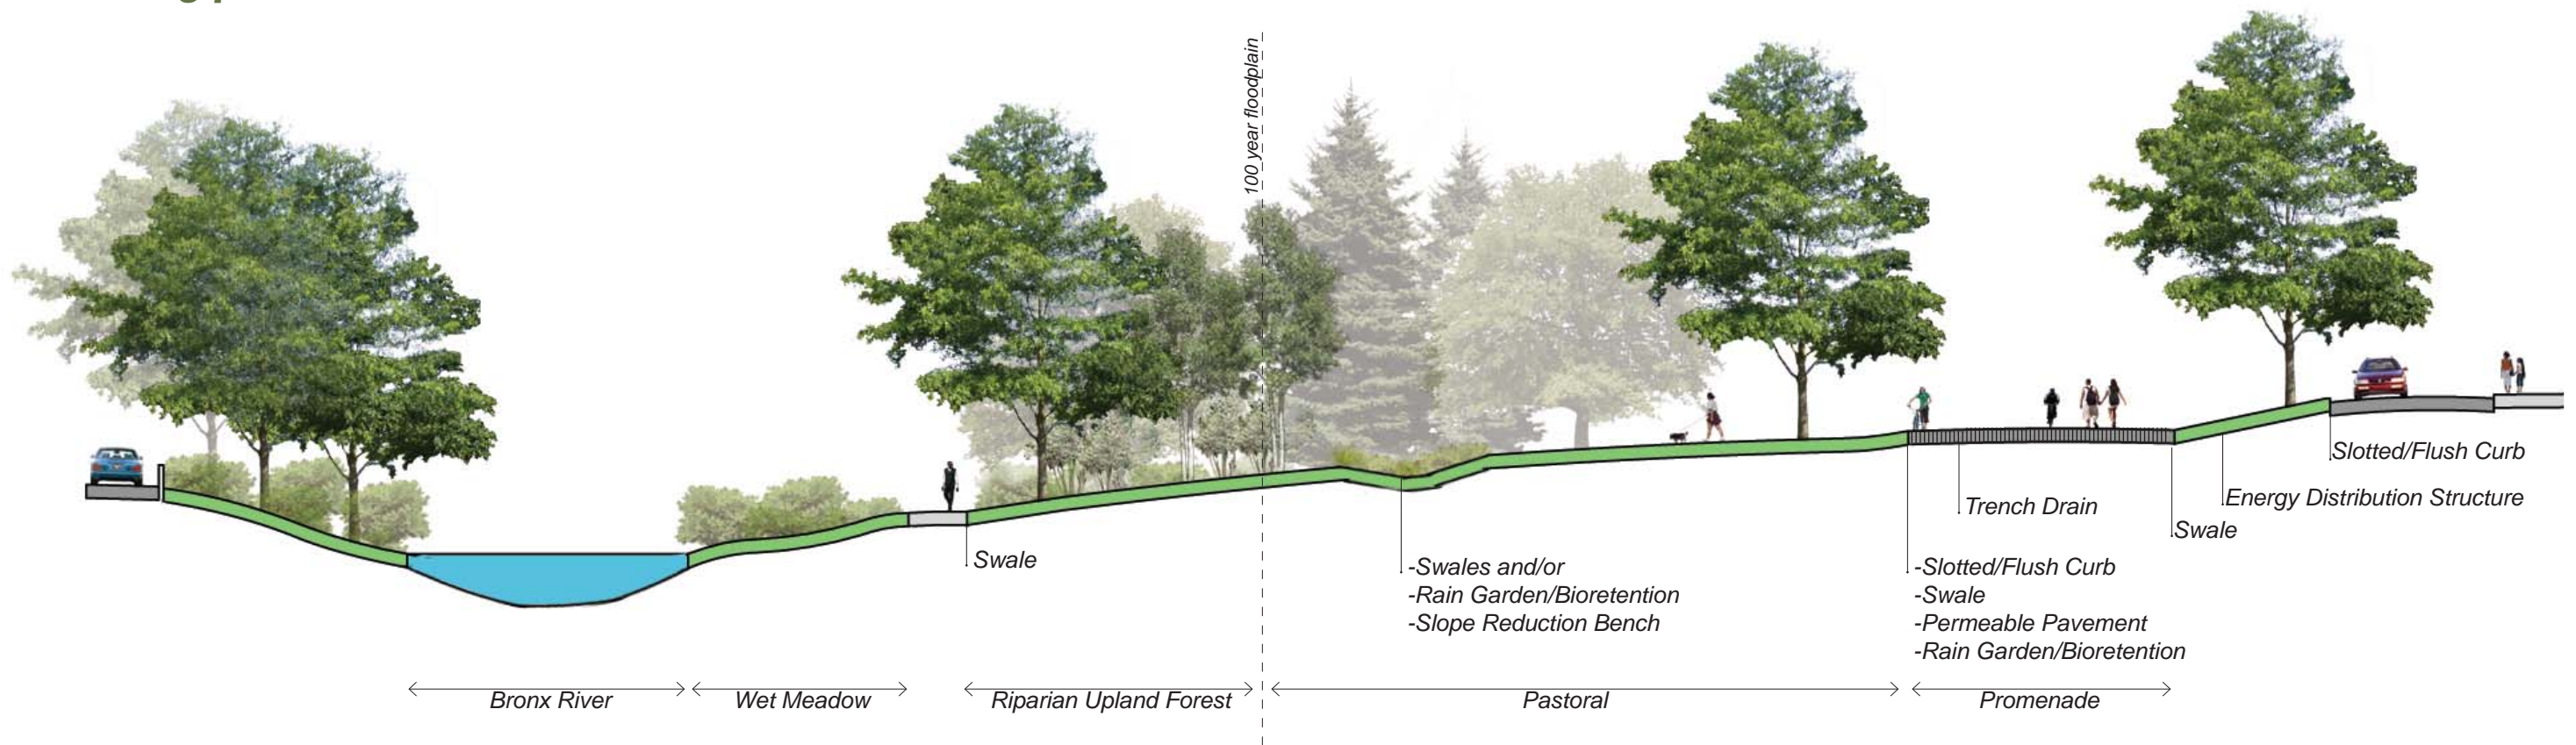 100 year floodplain
Slotted/Flush Curb
Energy Distribution Structure
Trench Drain
Swale
Swale
-Swales and/or
-Rain Garden/Bioretention
-Slope Reduction Bench
-Slotted/Flush Curb
-Swale
-Permeable Pavement
-Rain Garden/Bioretention
Bronx River
Wet Meadow
Riparian Upland Forest
Pastoral
Promenade